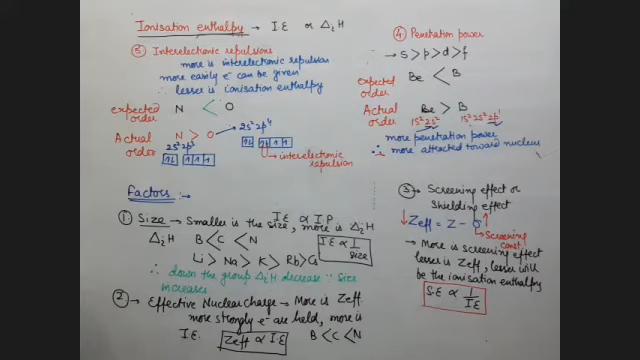 Ionisation enthalpy → I.E ∝ ΔiH
⑤ Interelectronic repulsions
more is interelectronic repulsion
more easily e⁻ can be given
∴ lesser is ionisation enthalpy
expected order N < O
Actual order N > O → 2s² 2p⁴
2s² 2p³
→ interelectronic repulsion
④ Penetration power
→ s > p > d > f
Expected order Be < B
Actual order Be > B
1s² 2s² 1s² 2s² 2p¹
more penetration power
∴ more attracted toward nucleus
Factors :→
① Size → Smaller is the size, more is ΔiH
IE ∝ IP
ΔiH B < C < N
IE ∝ 1/size
Li > Na > K > Rb > Cs
∴ down the group ΔiH decrease ∵ size
increases
② → Effective Nuclear charge → More is Zeff.
more strongly e⁻ are held, more is
I.E. Zeff ∝ I.E B < C < N
③ → Screening effect or
Shielding effect
↓ Zeff = Z − σ ↑
→ Screening const.
→ More is screening effect
lesser is Zeff, lesser will
be the ionisation enthalpy
S.E ∝ 1/IE